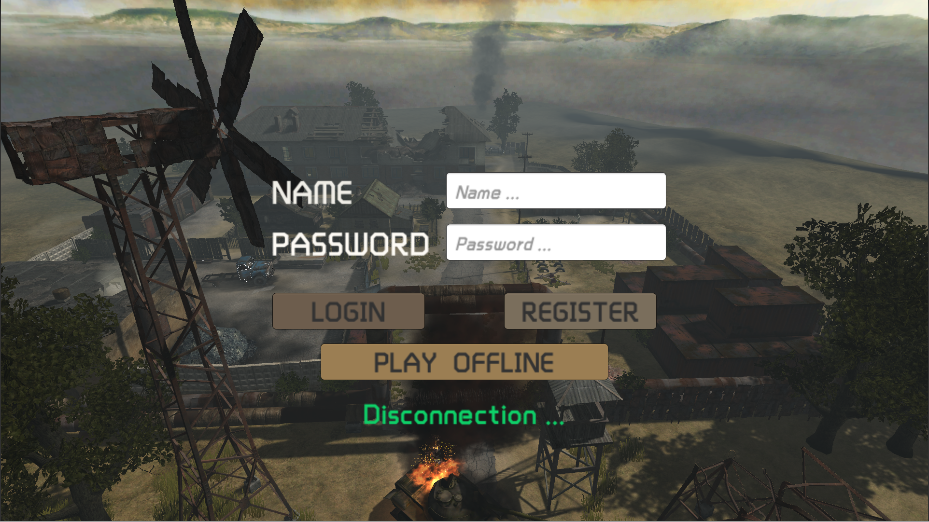 NAME
Name ...
PASSWORD
Password ...
LOGIN
REGISTER
PLAY OFFLINE
Disconnection ...